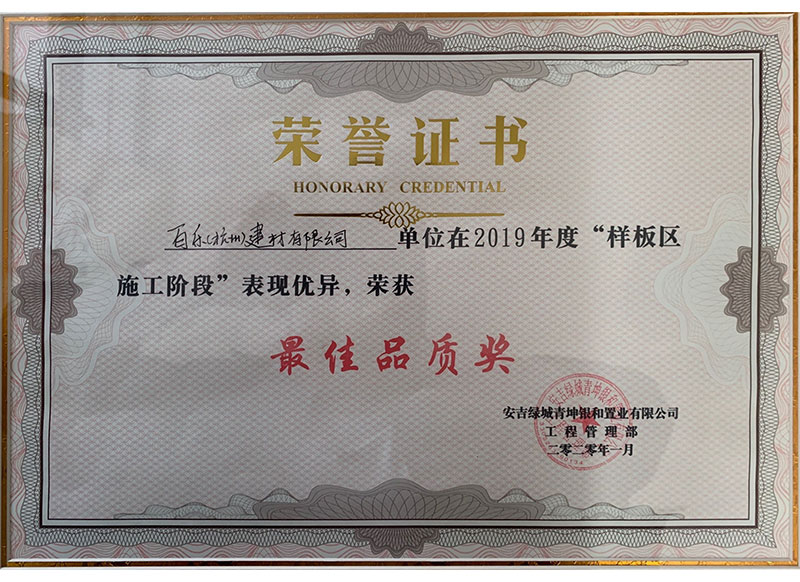 荣誉证书
HONORARY CREDENTIAL
百乐(杭州)建材有限公司 单位在2019年度“样板区
施工阶段”表现优异，荣获
最佳品质奖
安吉绿城青坤银和置业有限公司
工程管理部
二零二零年一月